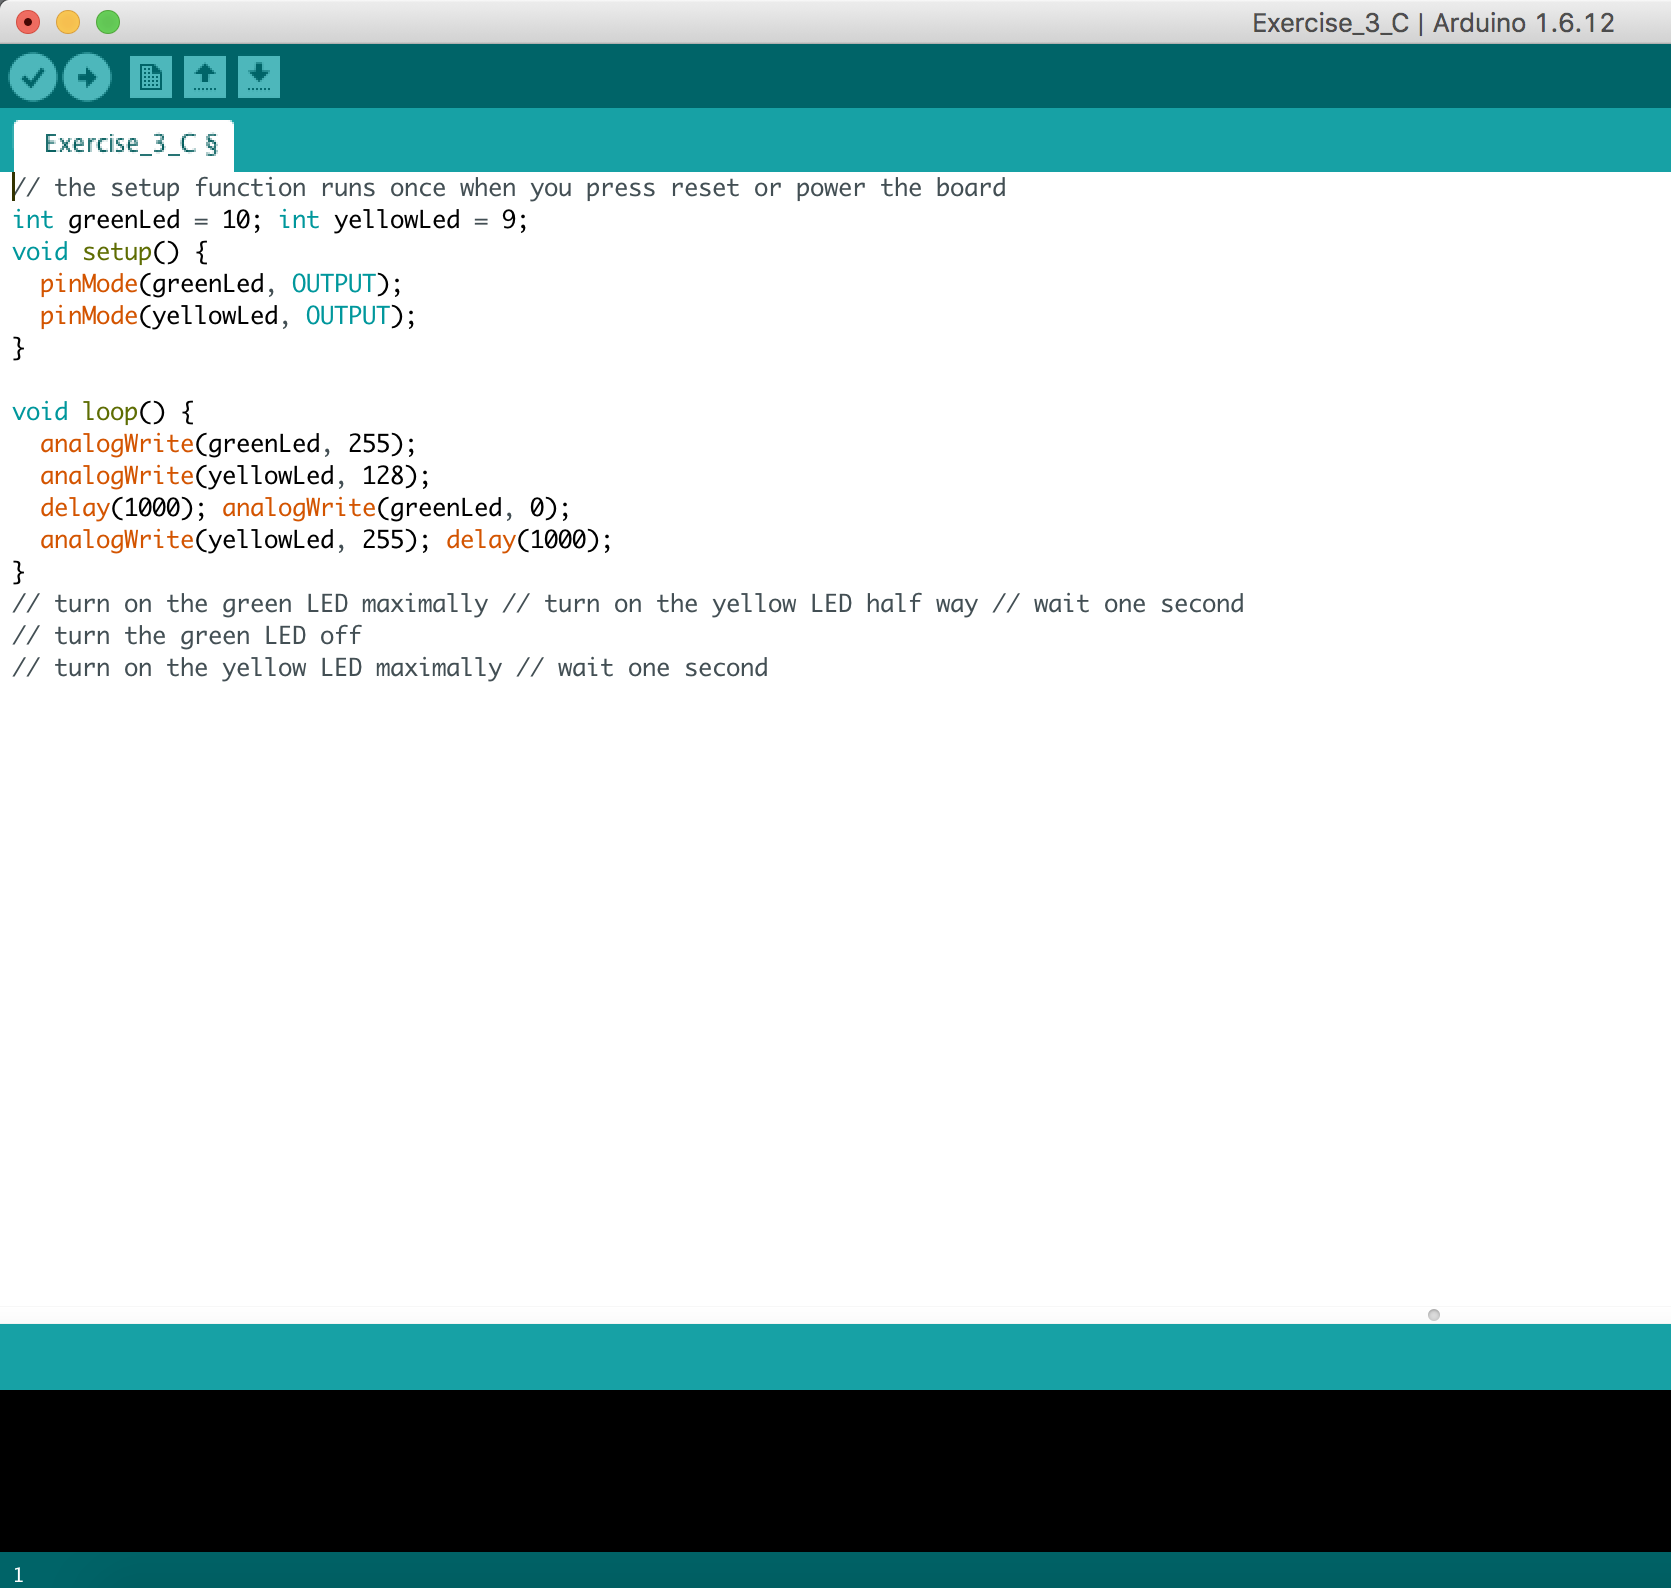 Exercise_3_C | Arduino 1.6.12
Exercise_3_C §
// the setup function runs once when you press reset or power the board
int greenLed = 10; int yellowLed = 9;
void setup() {
  pinMode(greenLed, OUTPUT);
  pinMode(yellowLed, OUTPUT);
}
void loop() {
  analogWrite(greenLed, 255);
  analogWrite(yellowLed, 128);
  delay(1000); analogWrite(greenLed, 0);
  analogWrite(yellowLed, 255); delay(1000);
}
// turn on the green LED maximally // turn on the yellow LED half way // wait one second
// turn the green LED off
// turn on the yellow LED maximally // wait one second
1